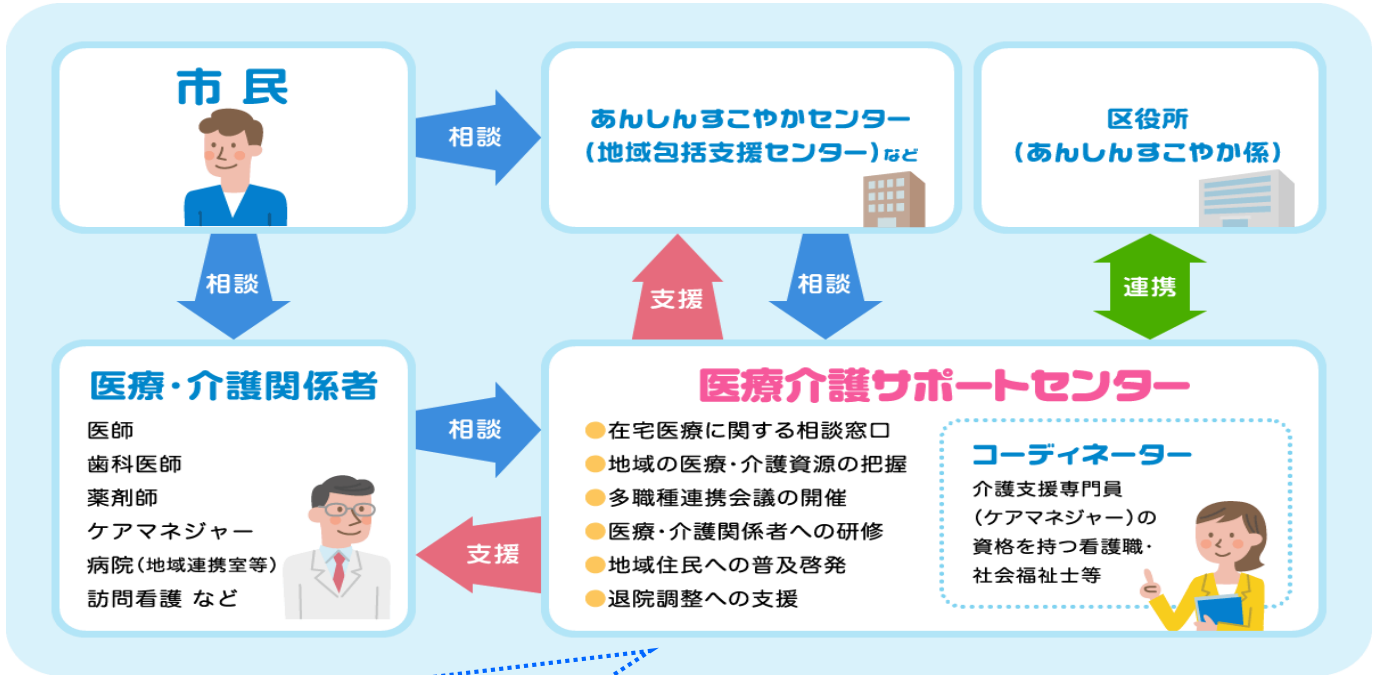 市民
相談
あんしんすこやかセンター
（地域包括支援センター）など
区役所
（あんしんすこやか係）
相談
支援
相談
連携
医療・介護関係者
医師
歯科医師
薬剤師
ケアマネジャー
病院（地域連携室等）
訪問看護 など
相談
支援
医療介護サポートセンター
●在宅医療に関する相談窓口
●地域の医療・介護資源の把握
●多職種連携会議の開催
●医療・介護関係者への研修
●地域住民への普及啓発
●退院調整への支援
コーディネーター
介護支援専門員
（ケアマネジャー）の
資格を持つ看護職・
社会福祉士等